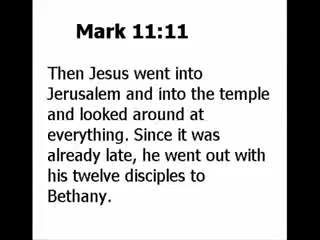 Mark 11:11
Then Jesus went into
Jerusalem and into the temple
and looked around at
everything. Since it was
already late, he went out with
his twelve disciples to
Bethany.